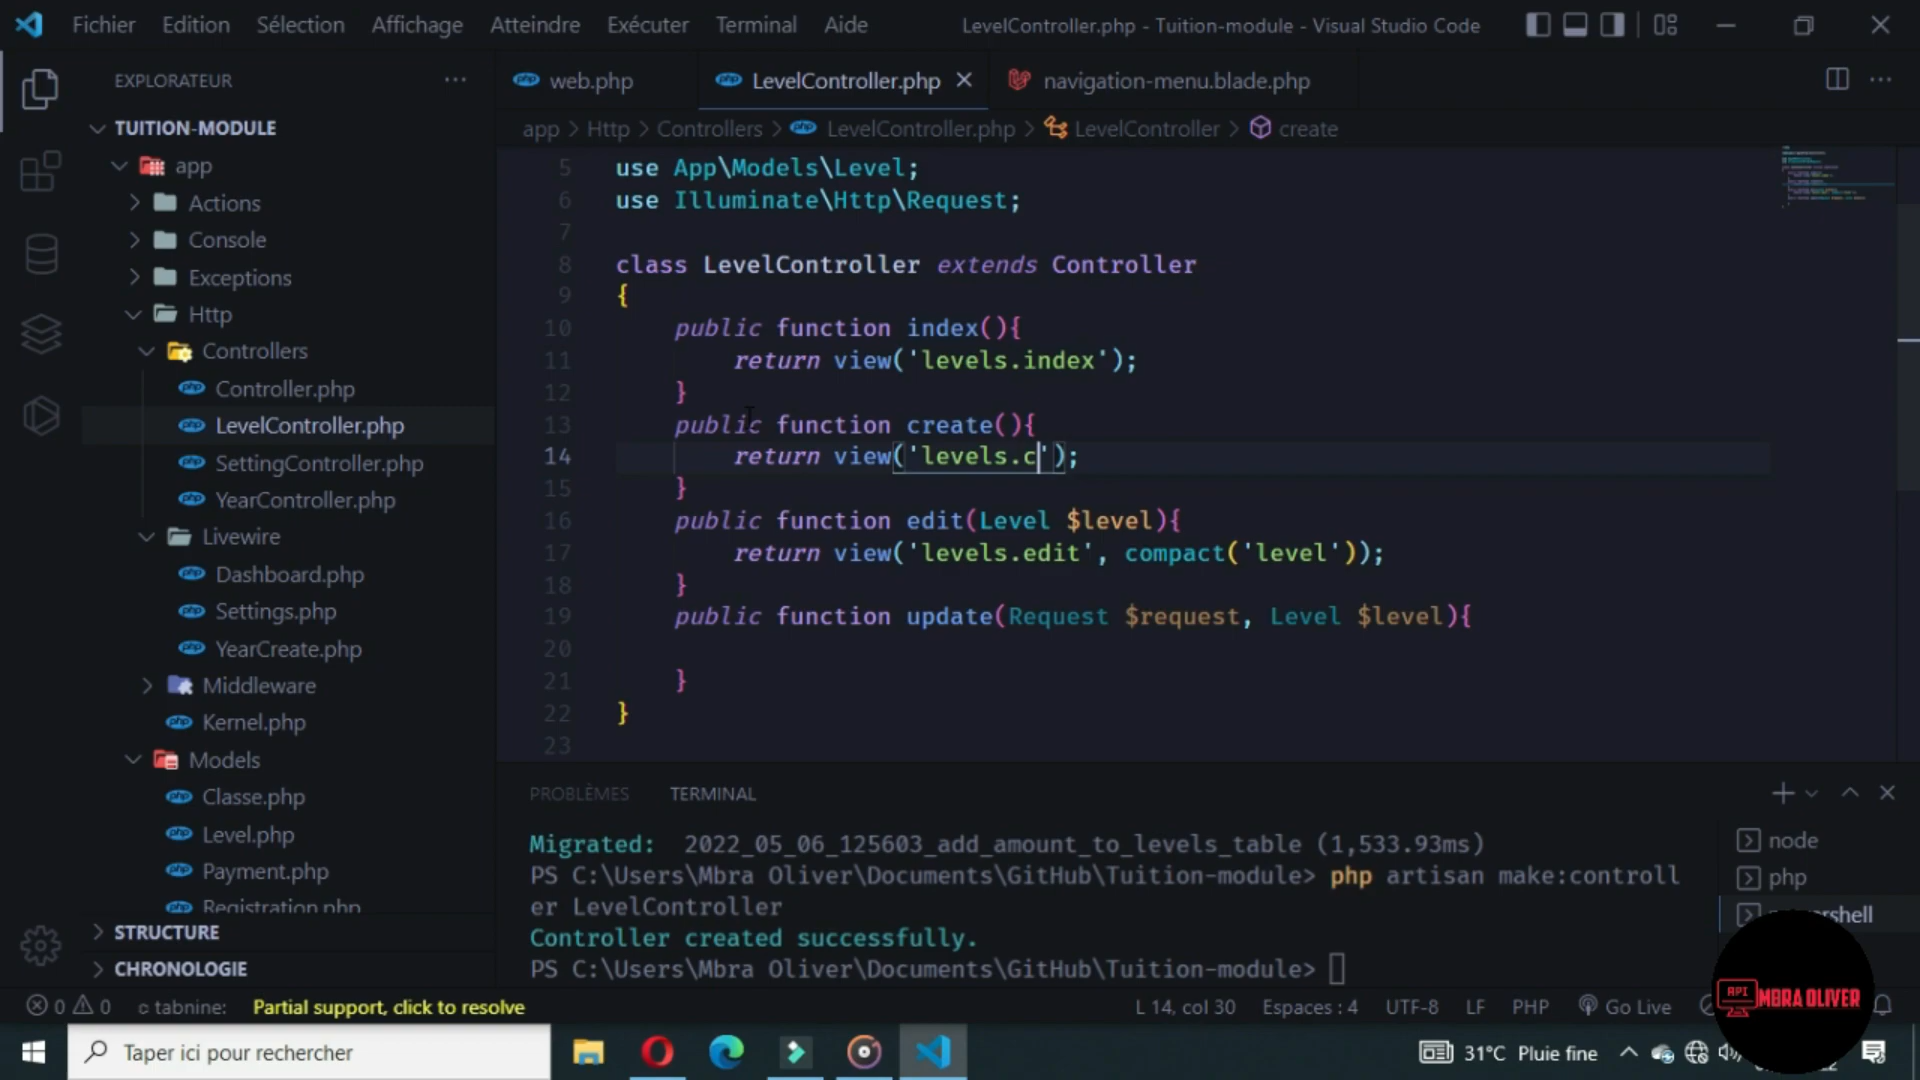 Fichier Edition Sélection Affichage Atteindre Exécuter Terminal Aide LevelController.php - Tuition-module - Visual Studio Code
EXPLORATEUR
TUITION-MODULE
app
Actions
Console
Exceptions
Http
Controllers
Controller.php
LevelController.php
SettingController.php
YearController.php
Livewire
Dashboard.php
Settings.php
YearCreate.php
Middleware
Kernel.php
Models
Classe.php
Level.php
Payment.php
Registration.php
STRUCTURE
CHRONOLOGIE
web.php LevelController.php navigation-menu.blade.php
app > Http > Controllers > LevelController.php > LevelController > create
5 use App\Models\Level;
6 use Illuminate\Http\Request;
7
8 class LevelController extends Controller
9 {
10 public function index(){
11 return view('levels.index');
12 }
13 public function create(){
14 return view('levels.c');
15 }
16 public function edit(Level $level){
17 return view('levels.edit', compact('level'));
18 }
19 public function update(Request $request, Level $level){
20
21 }
22 }
23
PROBLÈMES TERMINAL
Migrated: 2022_05_06_125603_add_amount_to_levels_table (1,533.93ms)
PS C:\Users\Mbra Oliver\Documents\GitHub\Tuition-module> php artisan make:controll
er LevelController
Controller created successfully.
PS C:\Users\Mbra Oliver\Documents\GitHub\Tuition-module>
node
php
0 0 tabnine: Partial support, click to resolve L 14, col 30 Espaces : 4 UTF-8 LF PHP Go Live
API MBRA OLIVER
Taper ici pour rechercher 31°C Pluie fine